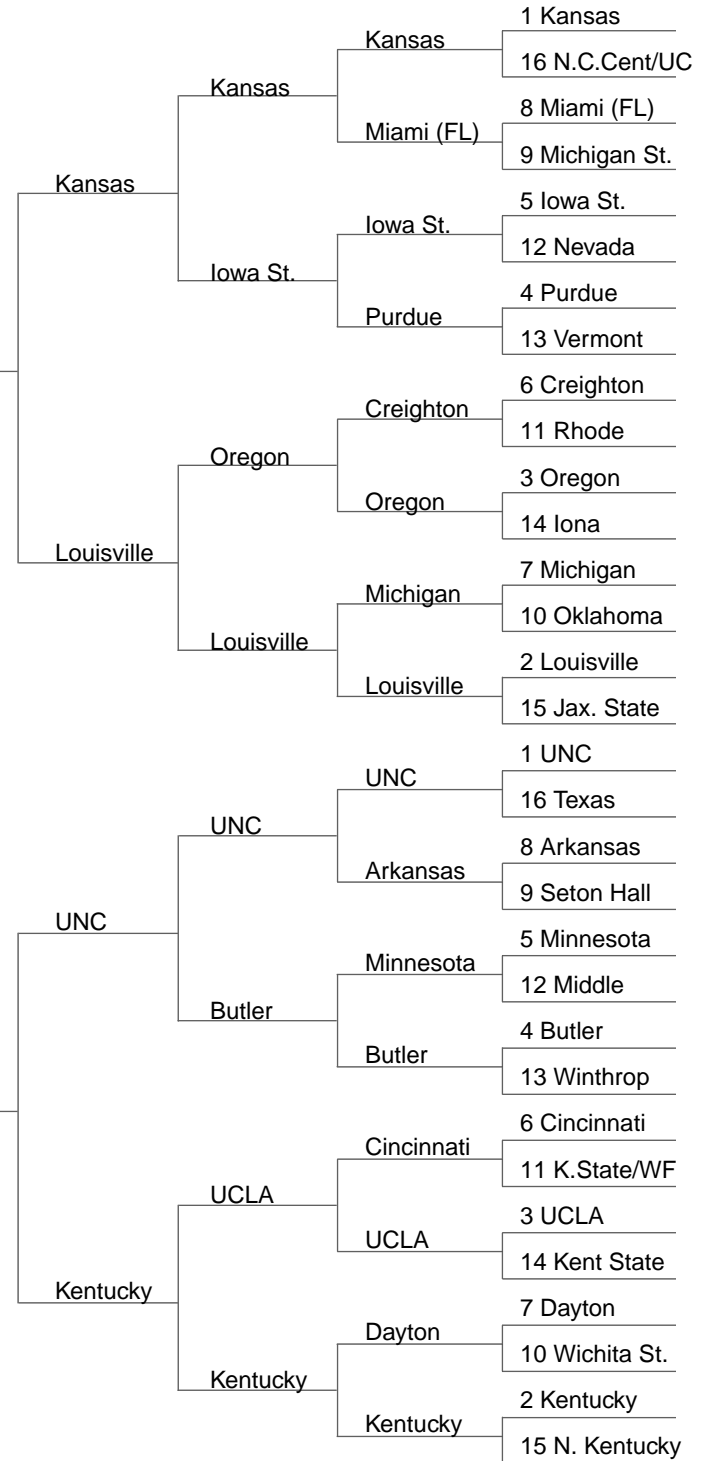 1 Kansas
Kansas
16 N.C.Cent/UC
Kansas
8 Miami (FL)
Miami (FL)
9 Michigan St.
Kansas
5 Iowa St.
Iowa St.
12 Nevada
Iowa St.
4 Purdue
Purdue
13 Vermont
6 Creighton
Creighton
11 Rhode
Oregon
3 Oregon
Oregon
14 Iona
Louisville
7 Michigan
Michigan
10 Oklahoma
Louisville
2 Louisville
Louisville
15 Jax. State
1 UNC
UNC
16 Texas
UNC
8 Arkansas
Arkansas
9 Seton Hall
UNC
5 Minnesota
Minnesota
12 Middle
Butler
4 Butler
Butler
13 Winthrop
6 Cincinnati
Cincinnati
11 K.State/WF
UCLA
3 UCLA
UCLA
14 Kent State
Kentucky
7 Dayton
Dayton
10 Wichita St.
Kentucky
2 Kentucky
Kentucky
15 N. Kentucky